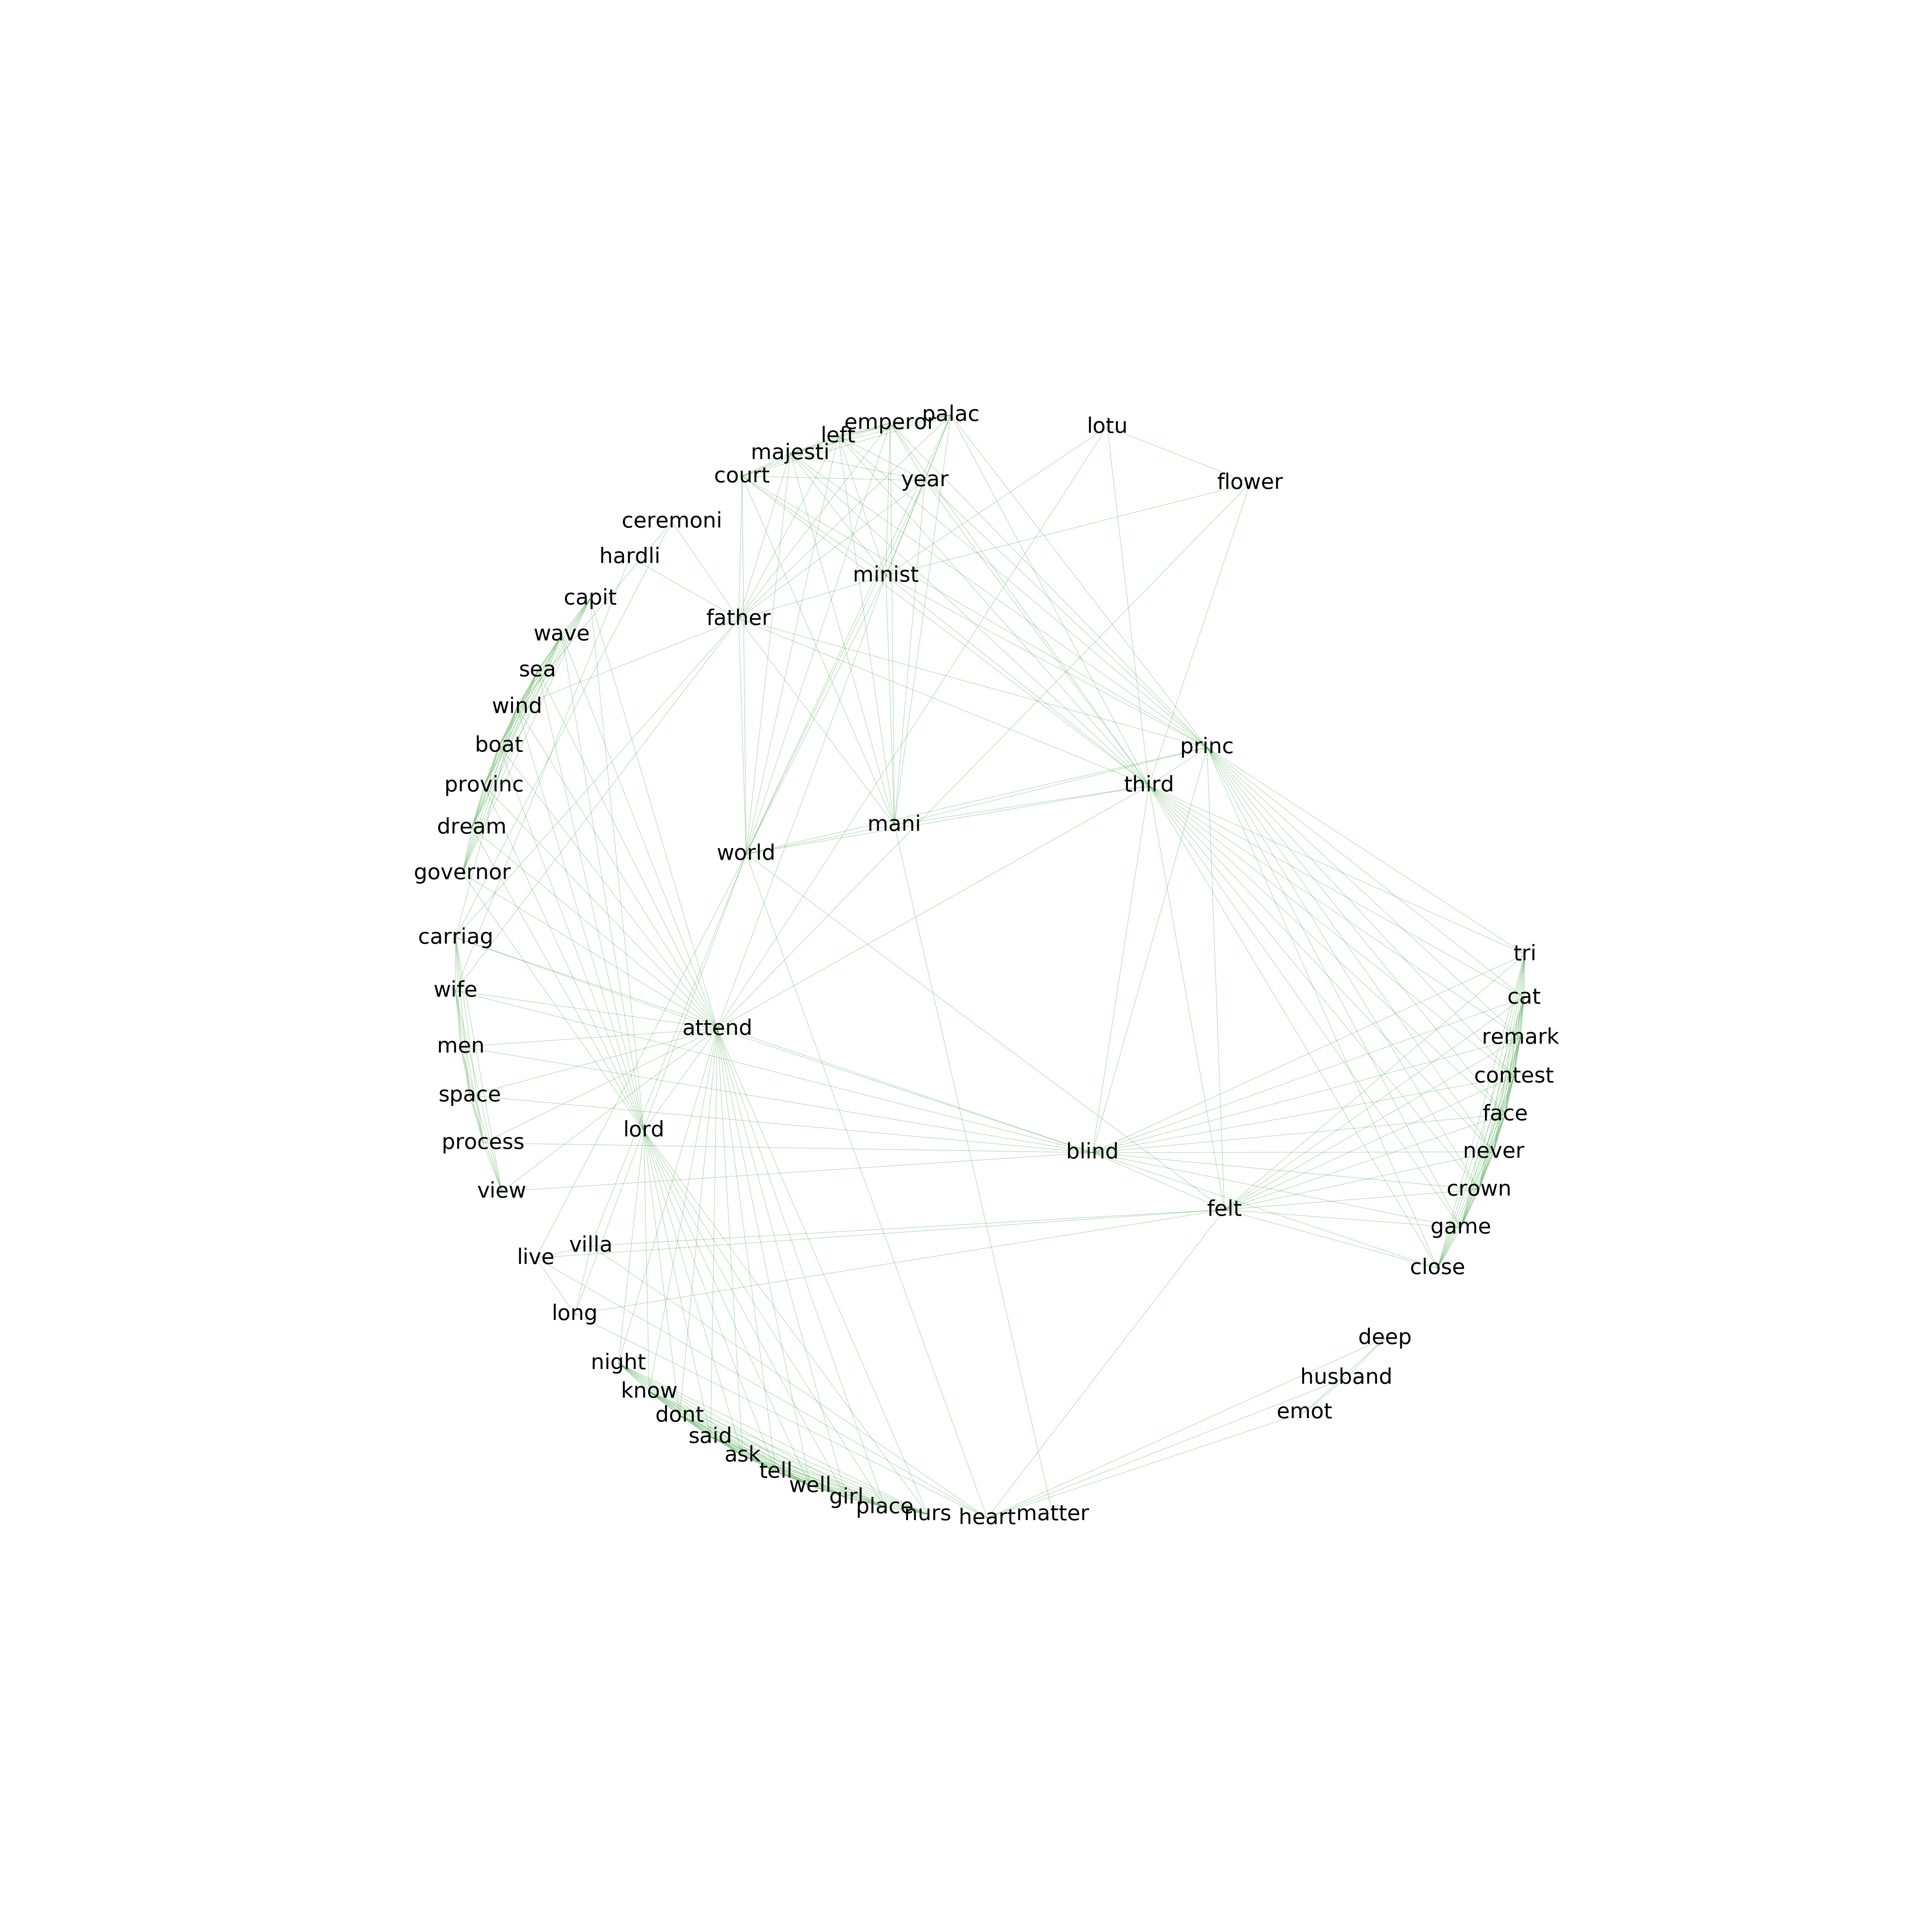 palac
emperor
lotu
left
majesti
court
year
flower
ceremoni
hardli
minist
capit
father
wave
sea
wind
boat
princ
provinc
third
dream
mani
world
governor
carriag
tri
wife
cat
attend
remark
men
contest
space
face
lord
process
never
blind
view
crown
felt
game
villa
live
close
long
deep
night
husband
know
emot
dont
said
ask
tell
well
girl
place
nurs
heart
matter